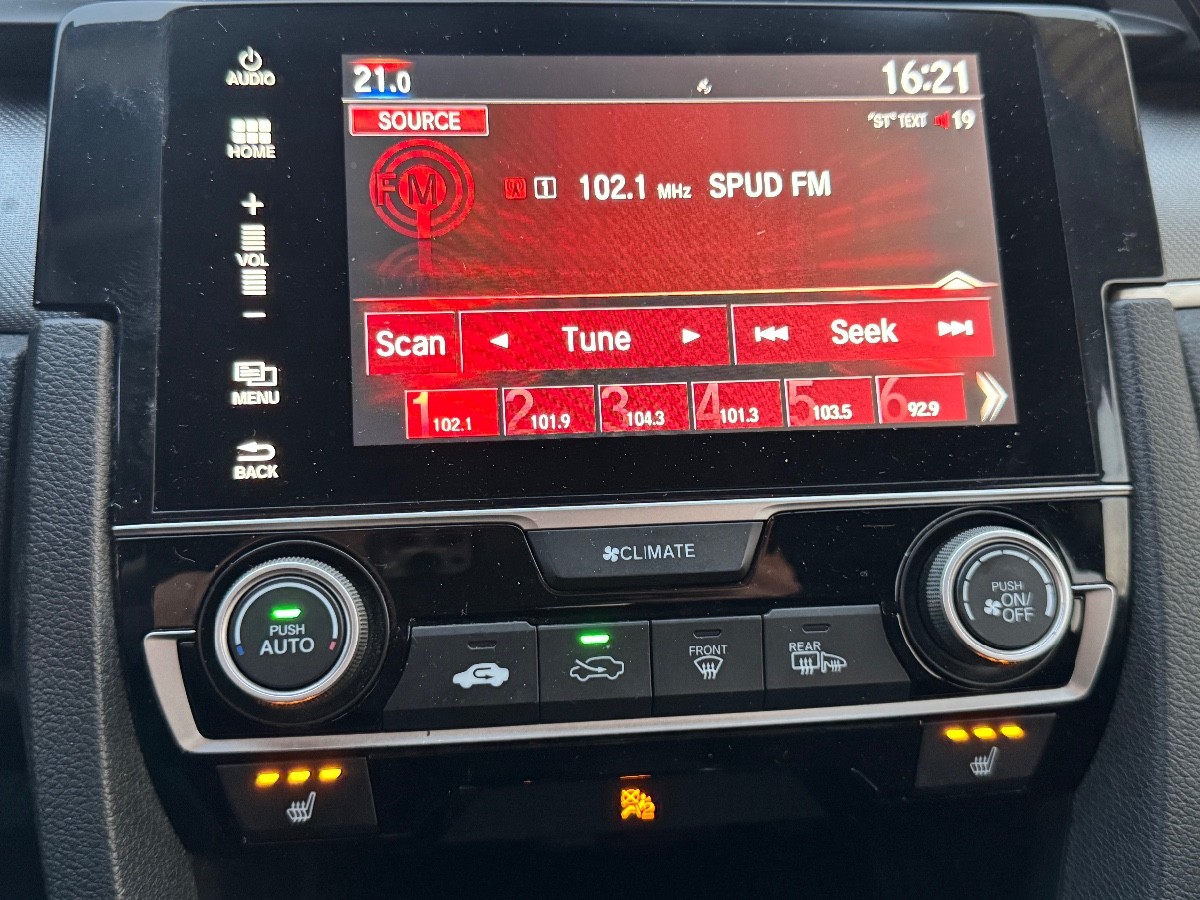 AUDIO
21.0
16:21
SOURCE
"ST" TEXT 19
HOME
FM
1 102.1 MHz SPUD FM
+
VOL
-
Scan Tune Seek
MENU
1 102.1 2 101.9 3 104.3 4 101.3 5 103.5 6 92.9
BACK
CLIMATE
PUSH
AUTO
FRONT
REAR
PUSH
ON/
OFF
2